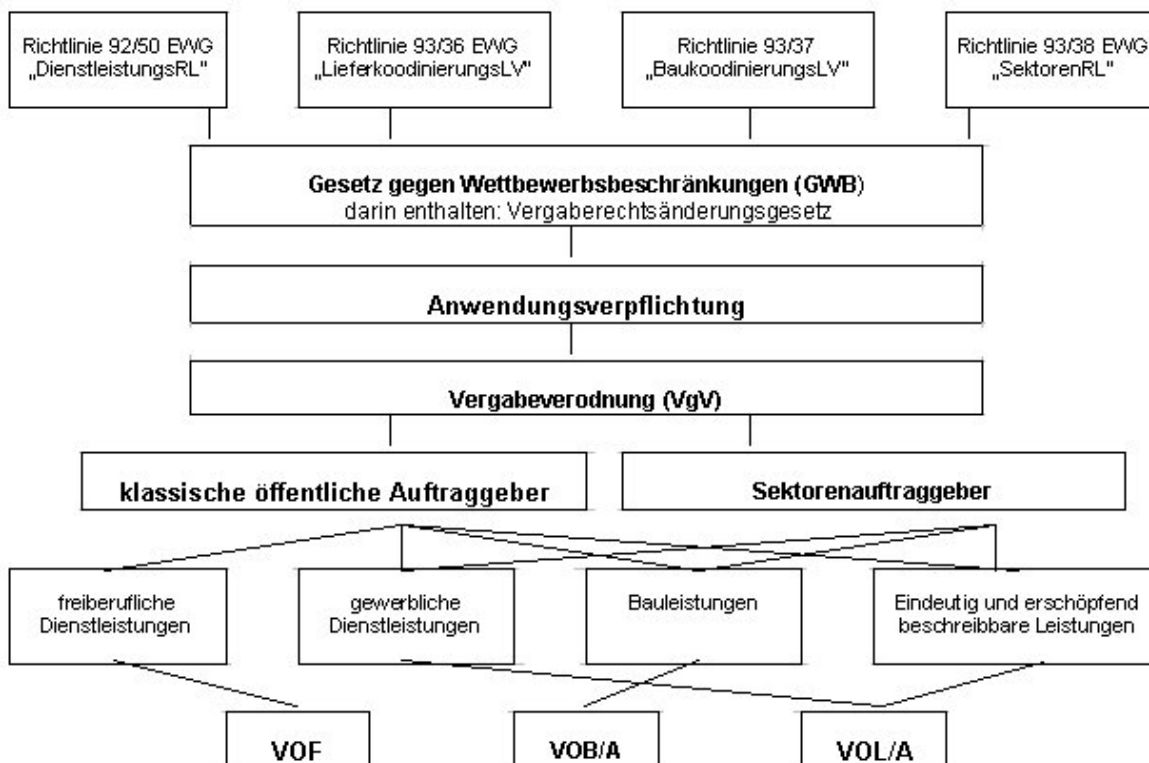 Richtlinie 92/50 EWG
„DienstleistungsRL"
Richtlinie 93/36 EWG
„LieferkoodinierungsLV"
Richtlinie 93/37
„BaukoodinierungsLV"
Richtlinie 93/38 EWG
„SektorenRL"
Gesetz gegen Wettbewerbsbeschränkungen (GWB)
darin enthalten: Vergaberechtsänderungsgesetz
Anwendungsverpflichtung
Vergabeverodnung (VgV)
klassische öffentliche Auftraggeber
Sektorenauftraggeber
freiberufliche
Dienstleistungen
gewerbliche
Dienstleistungen
Bauleistungen
Eindeutig und erschöpfend
beschreibbare Leistungen
VOF
VOB/A
VOL/A